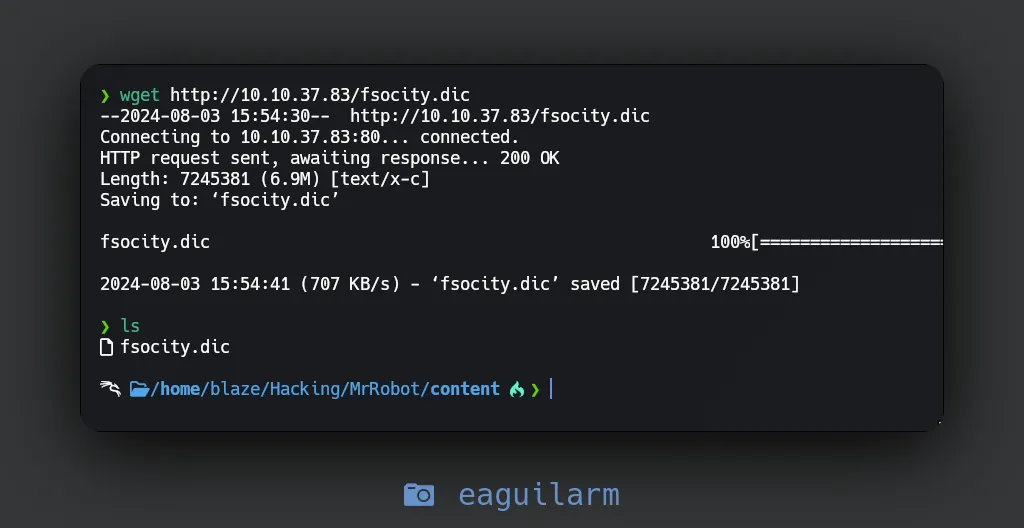 ❯ wget http://10.10.37.83/fsocity.dic
--2024-08-03 15:54:30--  http://10.10.37.83/fsocity.dic
Connecting to 10.10.37.83:80... connected.
HTTP request sent, awaiting response... 200 OK
Length: 7245381 (6.9M) [text/x-c]
Saving to: ‘fsocity.dic’
fsocity.dic 100%[===================
2024-08-03 15:54:41 (707 KB/s) - ‘fsocity.dic’ saved [7245381/7245381]
❯ ls
fsocity.dic
/home/blaze/Hacking/MrRobot/content ❯
eaguilarm